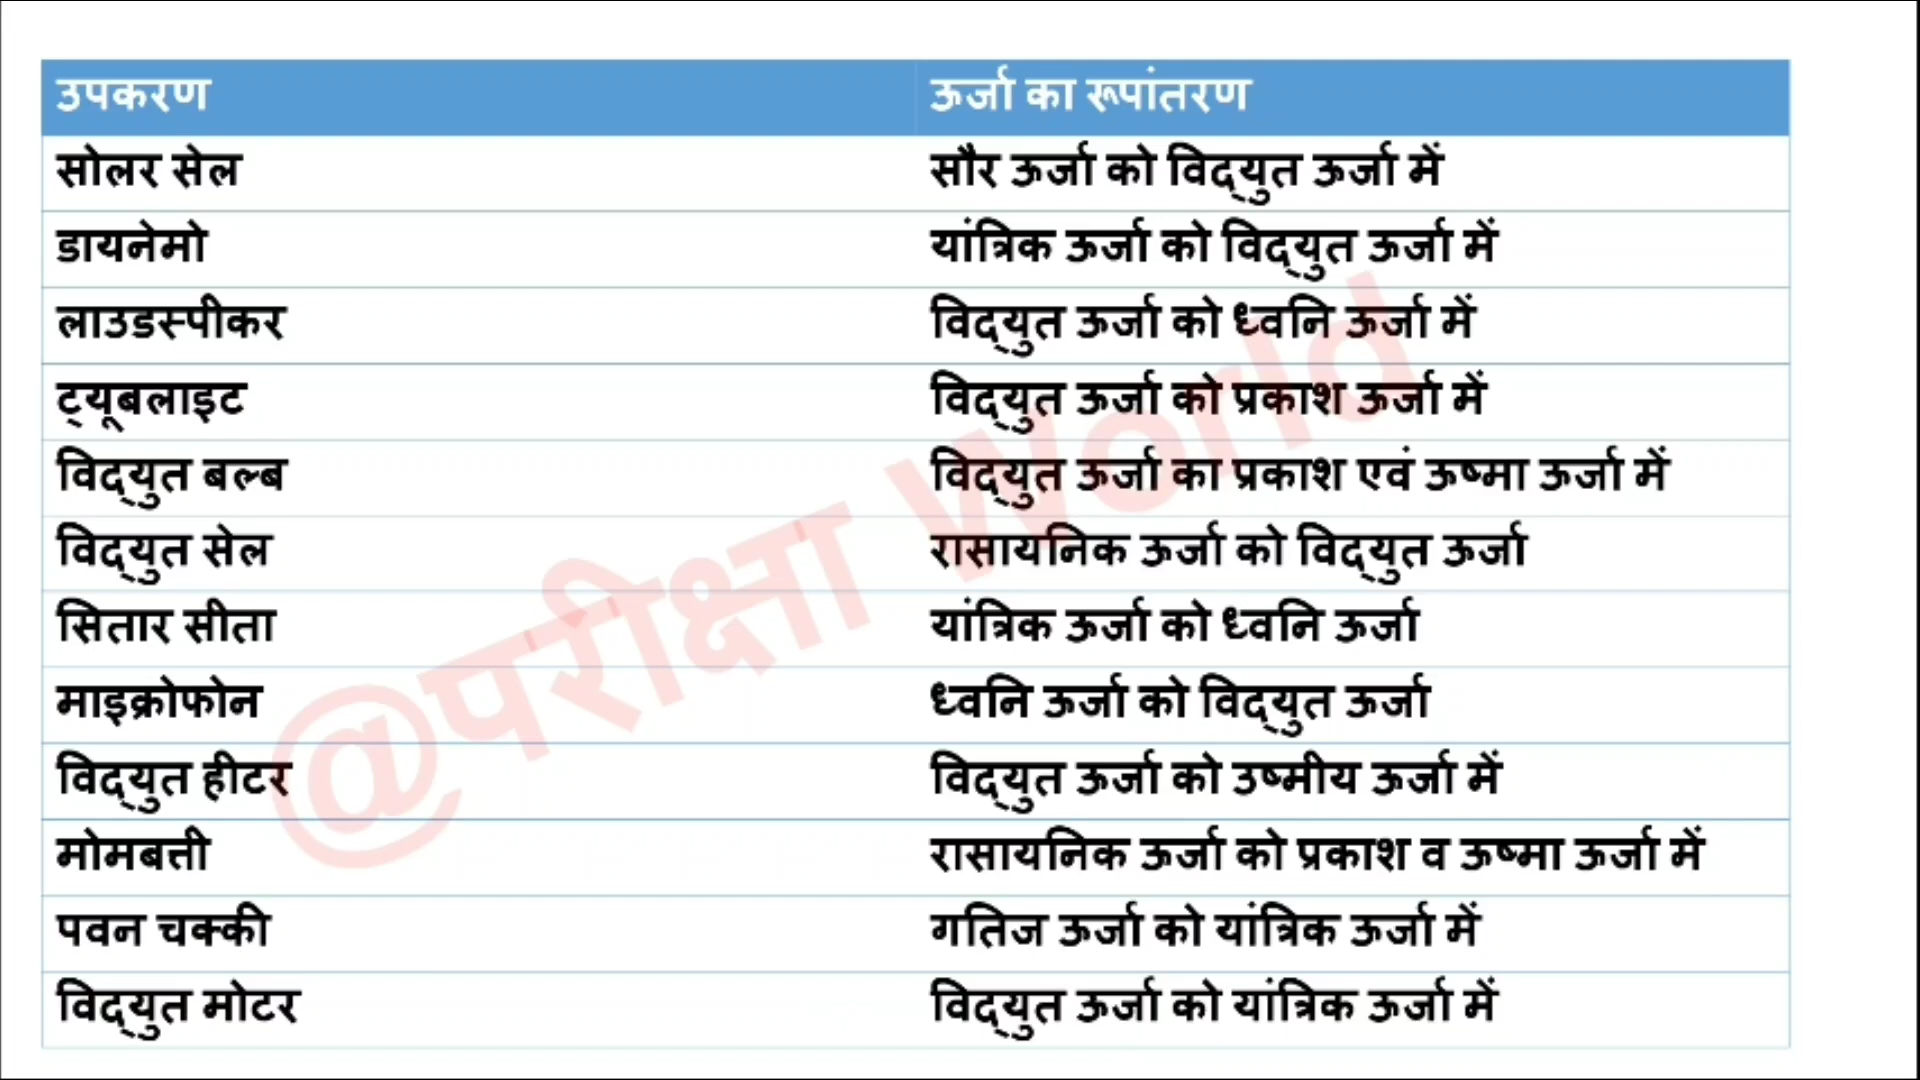 उपकरण ऊर्जा का रूपांतरण
सोलर सेल सौर ऊर्जा को विद्युत ऊर्जा में
डायनेमो यांत्रिक ऊर्जा को विद्युत ऊर्जा में
लाउडस्पीकर विद्युत ऊर्जा को ध्वनि ऊर्जा में
ट्यूबलाइट विद्युत ऊर्जा को प्रकाश ऊर्जा में
विद्युत बल्ब विद्युत ऊर्जा का प्रकाश एवं ऊष्मा ऊर्जा में
विद्युत सेल रासायनिक ऊर्जा को विद्युत ऊर्जा
सितार सीता यांत्रिक ऊर्जा को ध्वनि ऊर्जा
माइक्रोफोन ध्वनि ऊर्जा को विद्युत ऊर्जा
विद्युत हीटर विद्युत ऊर्जा को उष्मीय ऊर्जा में
मोमबत्ती रासायनिक ऊर्जा को प्रकाश व ऊष्मा ऊर्जा में
पवन चक्की गतिज ऊर्जा को यांत्रिक ऊर्जा में
विद्युत मोटर विद्युत ऊर्जा को यांत्रिक ऊर्जा में
@परीक्षा World